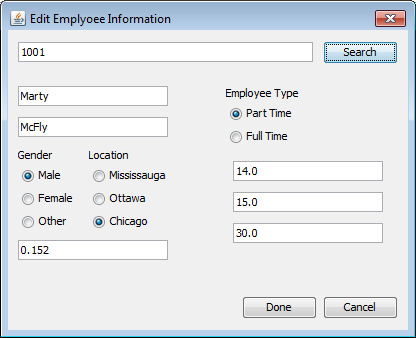 Edit Emplyoee Information
1001 Search
Marty
McFly
Employee Type
Part Time
Full Time
Gender Location
Male Mississauga
Female Ottawa
Other Chicago
0.152
14.0
15.0
30.0
Done Cancel